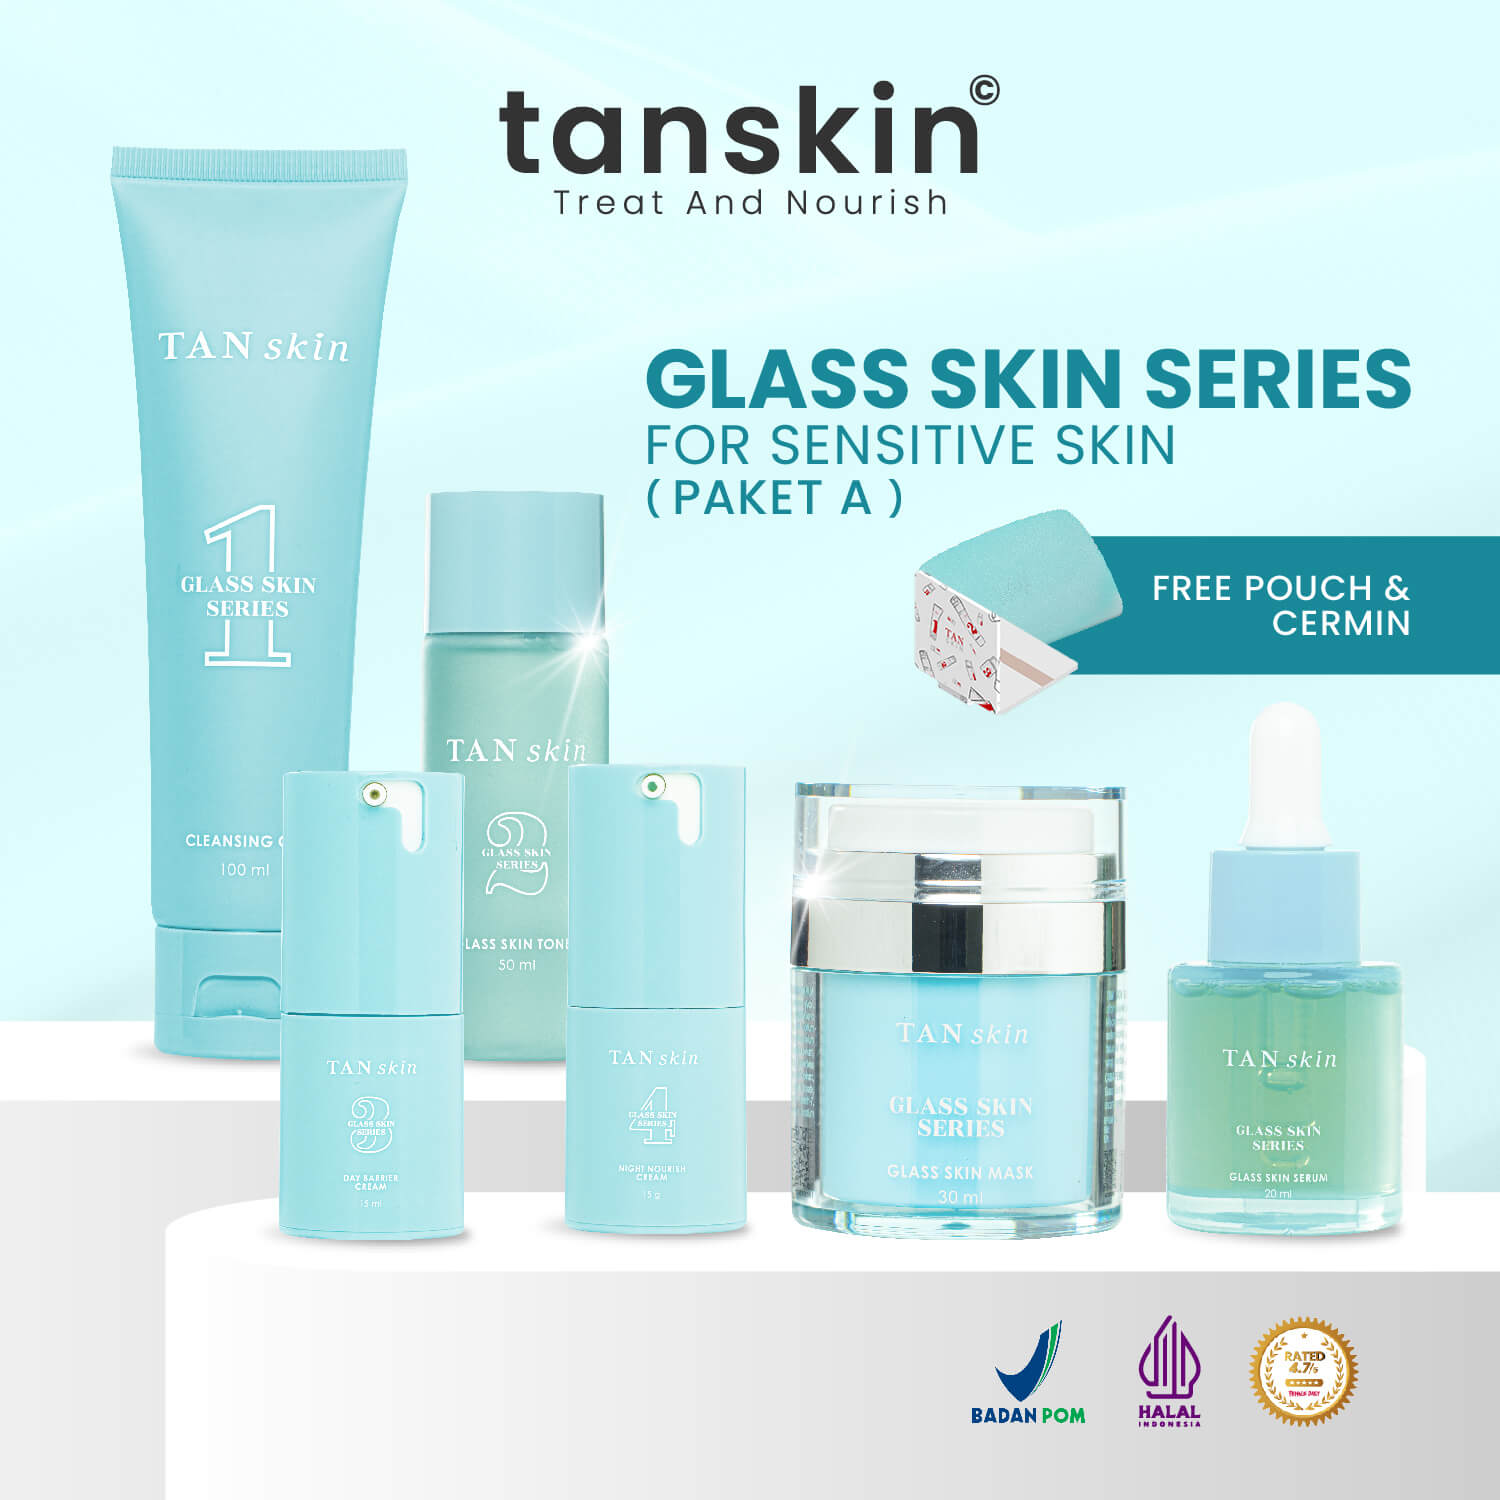 tanskin©
Treat And Nourish
GLASS SKIN SERIES
FOR SENSITIVE SKIN
( PAKET A )
FREE POUCH &
CERMIN
TAN skin
1
GLASS SKIN
SERIES
CLEANSING
100 ml
TAN skin
2
GLASS SKIN
SERIES
LASS SKIN TONE
50 ml
TAN skin
3
GLASS SKIN
SERIES
DAY BARRIER
CREAM
15 ml
TAN skin
4
GLASS SKIN
SERIES
NIGHT NOURISH
CREAM
15 g
TAN skin
GLASS SKIN
SERIES
GLASS SKIN MASK
30 ml
TAN skin
GLASS SKIN
SERIES
GLASS SKIN SERUM
20 ml
TAN
BADAN POM
HALAL
INDONESIA
RATED
4.7/5
FEMALE DAILY